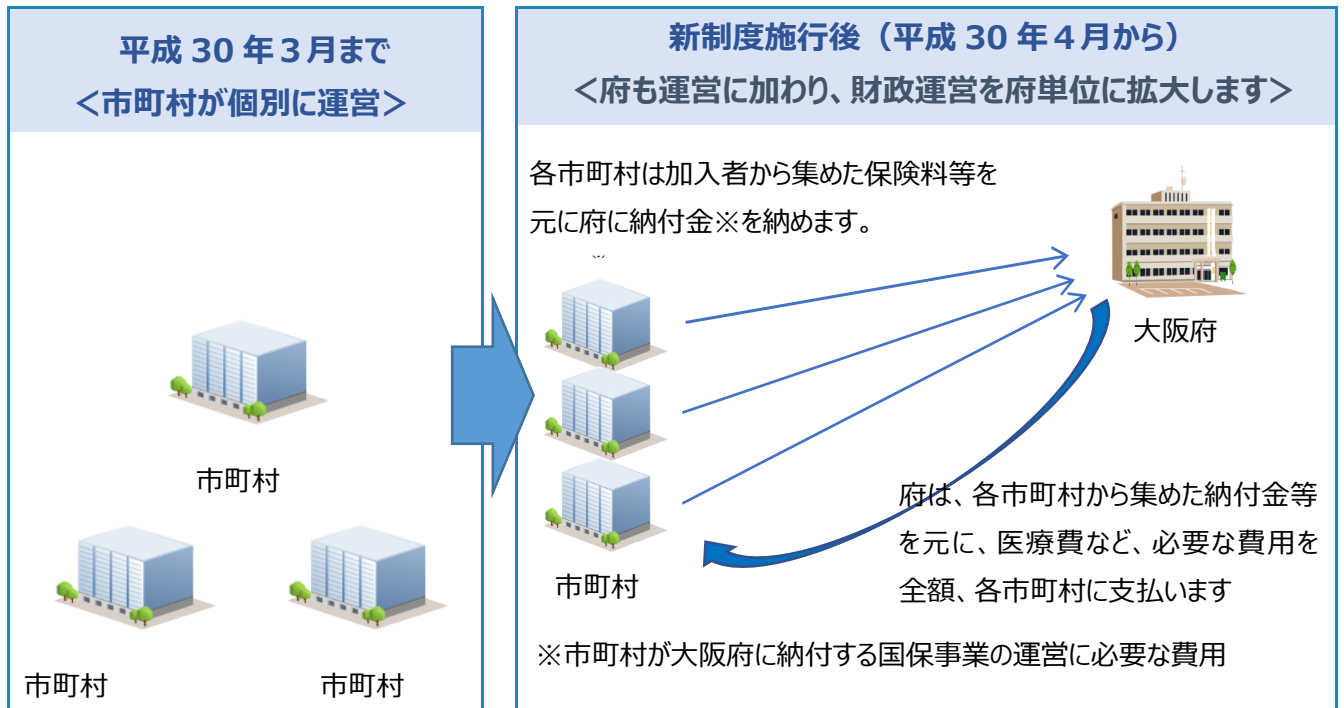 平成 30 年３月まで
＜市町村が個別に運営＞
市町村
市町村
市町村
新制度施行後（平成 30 年４月から）
＜府も運営に加わり、財政運営を府単位に拡大します＞
各市町村は加入者から集めた保険料等を
元に府に納付金※を納めます。
※
大阪府
市町村
府は、各市町村から集めた納付金等
を元に、医療費など、必要な費用を
全額、各市町村に支払います
※市町村が大阪府に納付する国保事業の運営に必要な費用